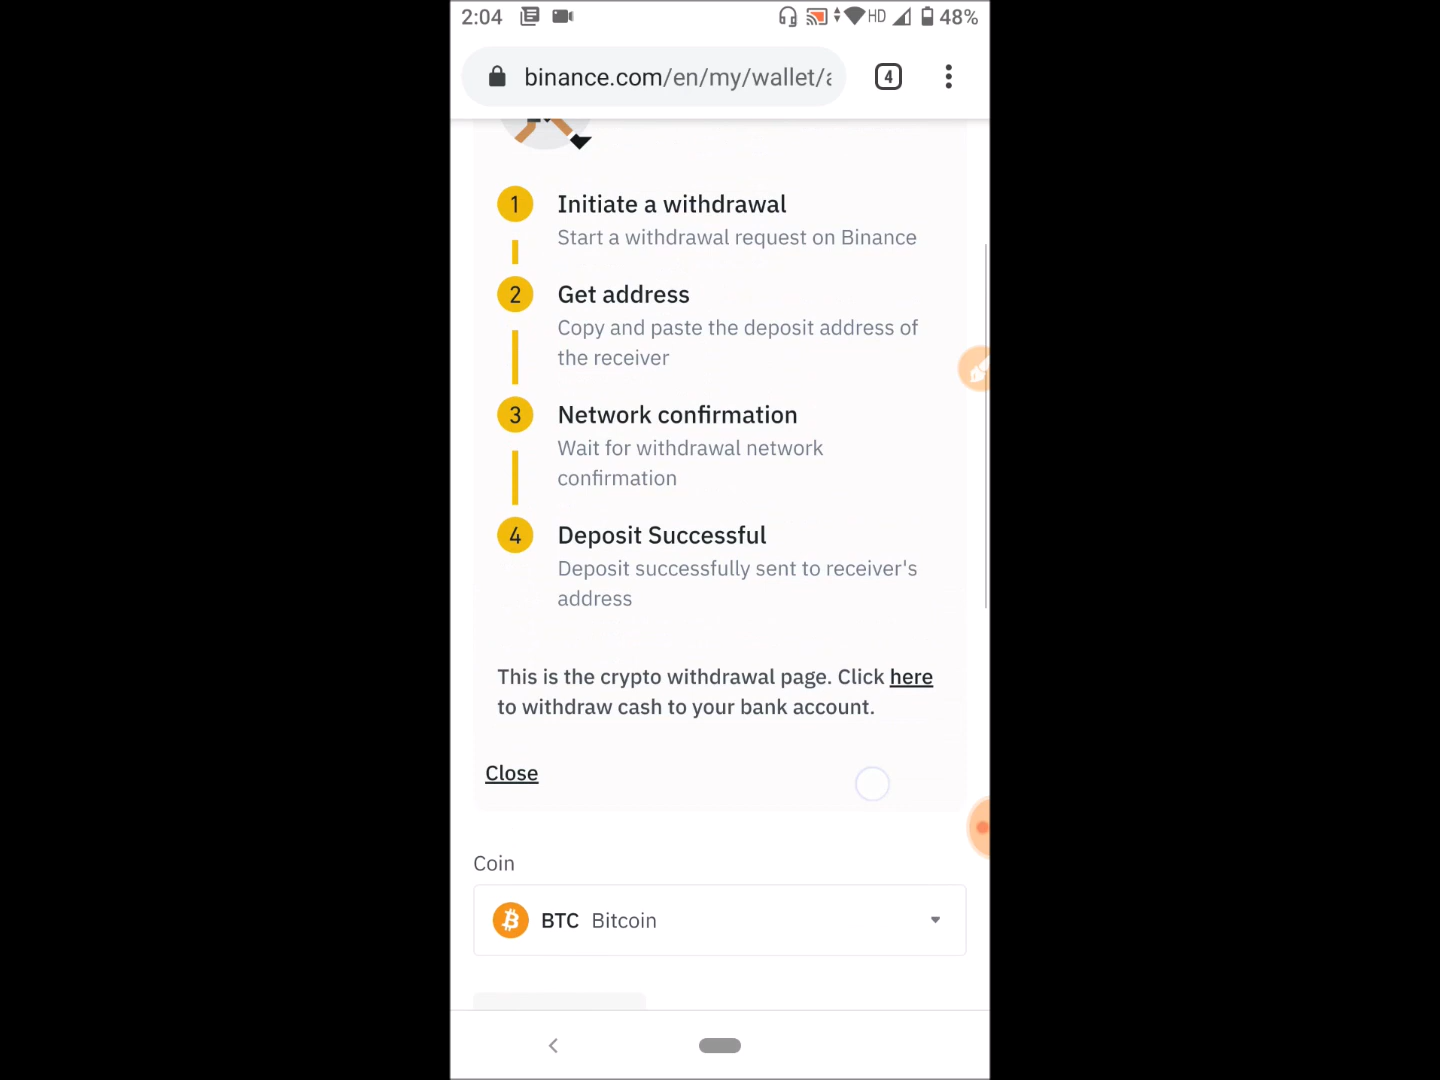 2:04 HD 48%
binance.com/en/my/wallet/a 4
1 Initiate a withdrawal
Start a withdrawal request on Binance
2 Get address
Copy and paste the deposit address of
the receiver
3 Network confirmation
Wait for withdrawal network
confirmation
4 Deposit Successful
Deposit successfully sent to receiver's
address
This is the crypto withdrawal page. Click here
to withdraw cash to your bank account.
Close
Coin
BTC Bitcoin